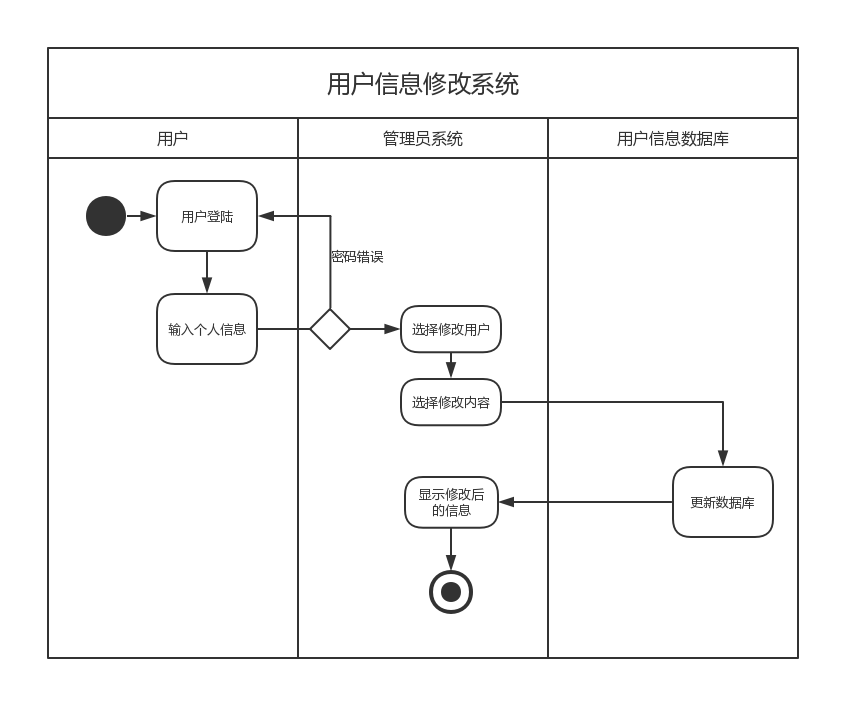 用户信息修改系统
用户
管理员系统
用户信息数据库
用户登陆
密码错误
输入个人信息
选择修改用户
选择修改内容
显示修改后
的信息
更新数据库